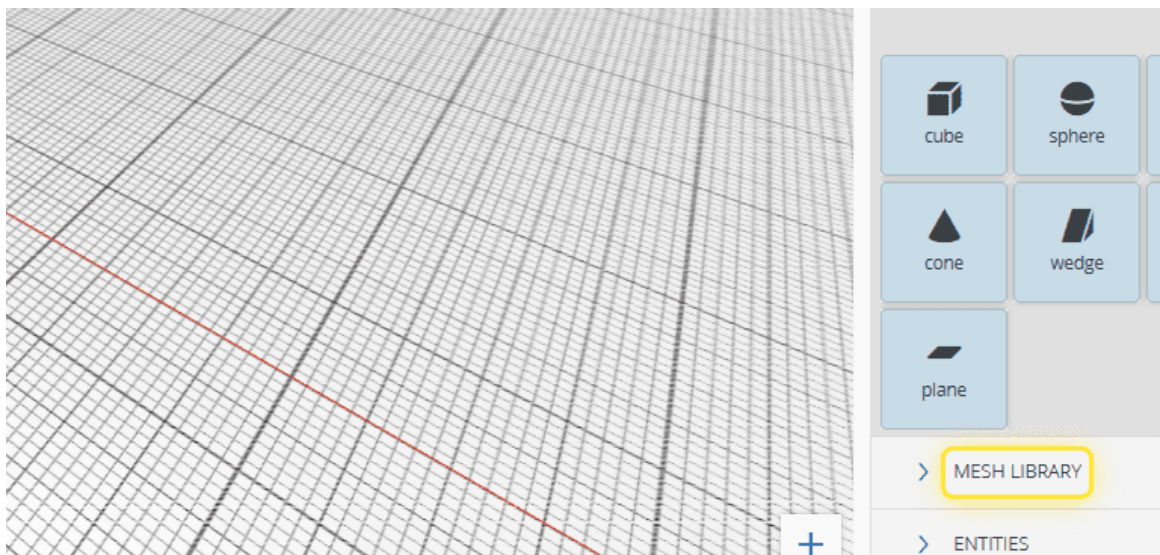 cube
sphere
cone
wedge
plane
MESH LIBRARY
ENTITIES